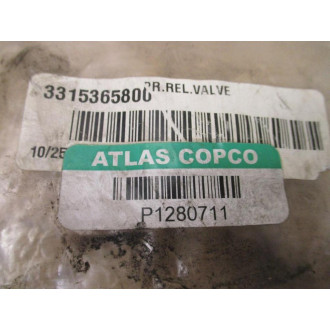 PR.REL.VALVE
3315365800
10/25
ATLAS COPCO
P1280711